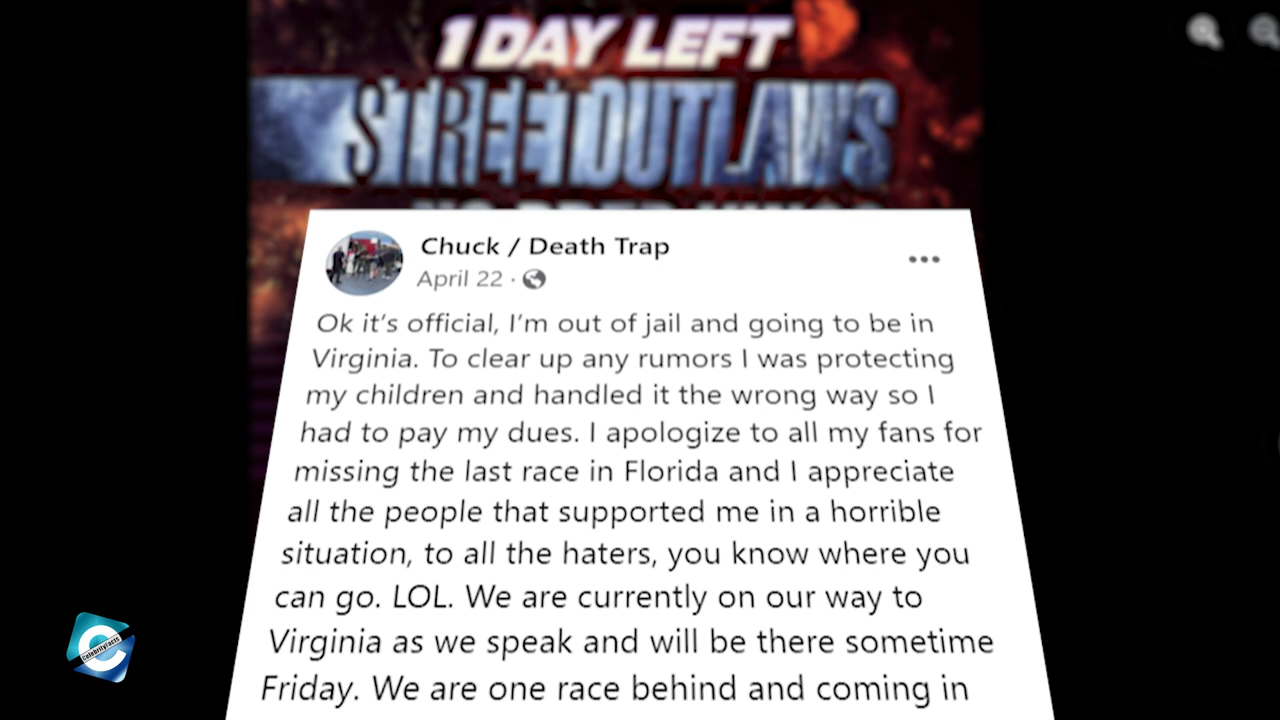 1 DAY LEFT
STREET OUTLAWS
Chuck / Death Trap
April 22 ·
Ok it's official, I'm out of jail and going to be in
Virginia. To clear up any rumors I was protecting
my children and handled it the wrong way so I
had to pay my dues. I apologize to all my fans for
missing the last race in Florida and I appreciate
all the people that supported me in a horrible
situation, to all the haters, you know where you
can go. LOL. We are currently on our way to
Virginia as we speak and will be there sometime
Friday. We are one race behind and coming in
CelebrityFacts